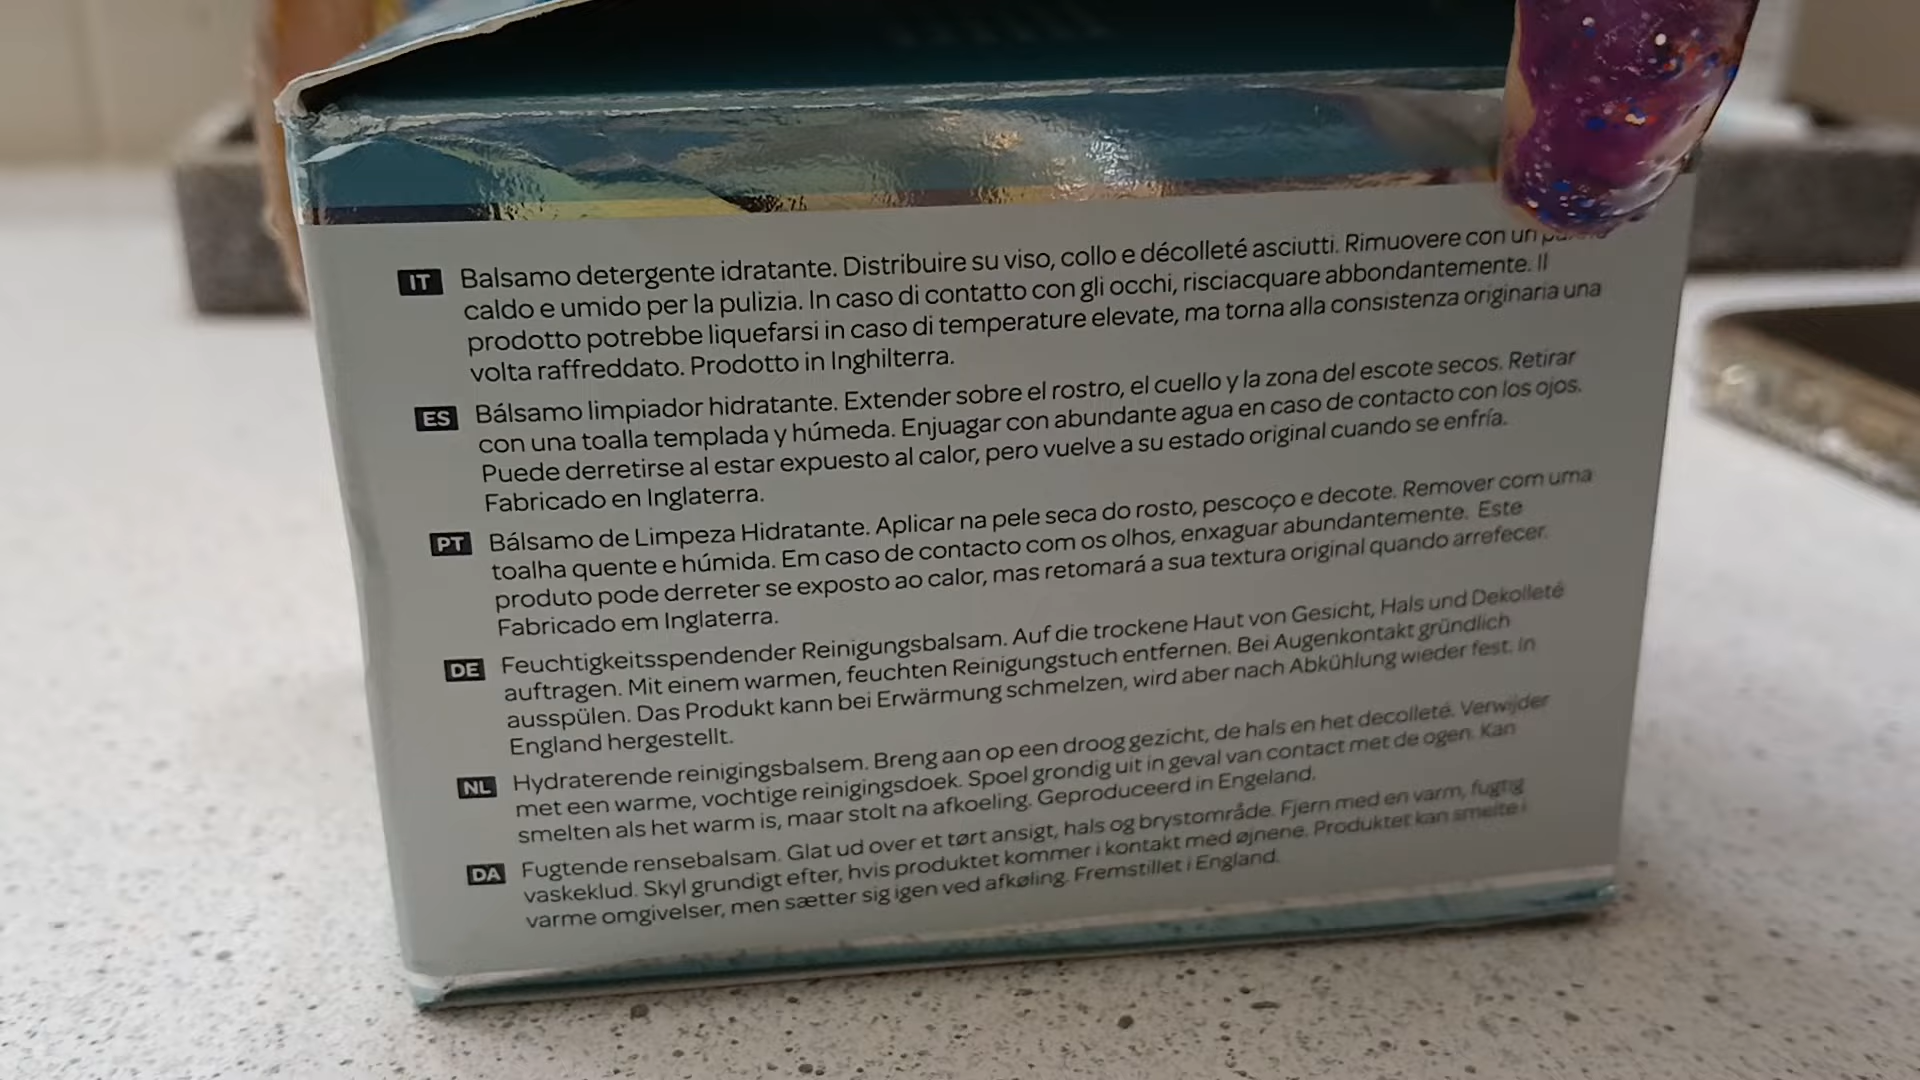 IT Balsamo detergente idratante. Distribuire su viso, collo e décolleté asciutti. Rimuovere con un
caldo e umido per la pulizia. In caso di contatto con gli occhi, risciacquare abbondantemente. Il
prodotto potrebbe liquefarsi in caso di temperature elevate, ma torna alla consistenza originaria una
volta raffreddato. Prodotto in Inghilterra.
ES Bálsamo limpiador hidratante. Extender sobre el rostro, el cuello y la zona del escote secos. Retirar
con una toalla templada y húmeda. Enjuagar con abundante agua en caso de contacto con los ojos.
Puede derretirse al estar expuesto al calor, pero vuelve a su estado original cuando se enfría.
Fabricado en Inglaterra.
PT Bálsamo de Limpeza Hidratante. Aplicar na pele seca do rosto, pescoço e decote. Remover com uma
toalha quente e húmida. Em caso de contacto com os olhos, enxaguar abundantemente. Este
produto pode derreter se exposto ao calor, mas retomará a sua textura original quando arrefecer.
Fabricado em Inglaterra.
DE Feuchtigkeitsspendender Reinigungsbalsam. Auf die trockene Haut von Gesicht, Hals und Dekolleté
auftragen. Mit einem warmen, feuchten Reinigungstuch entfernen. Bei Augenkontakt gründlich
ausspülen. Das Produkt kann bei Erwärmung schmelzen, wird aber nach Abkühlung wieder fest. In
England hergestellt.
NL Hydraterende reinigingsbalsem. Breng aan op een droog gezicht, de hals en het decolleté. Verwijder
met een warme, vochtige reinigingsdoek. Spoel grondig uit in geval van contact met de ogen. Kan
smelten als het warm is, maar stolt na afkoeling. Geproduceerd in Engeland.
DA Fugtende rensebalsam. Glat ud over et tørt ansigt, hals og brystområde. Fjern med en varm, fugtig
vaskeklud. Skyl grundigt efter, hvis produktet kommer i kontakt med øjnene. Produktet kan smelte i
varme omgivelser, men sætter sig igen ved afkøling. Fremstillet i England.